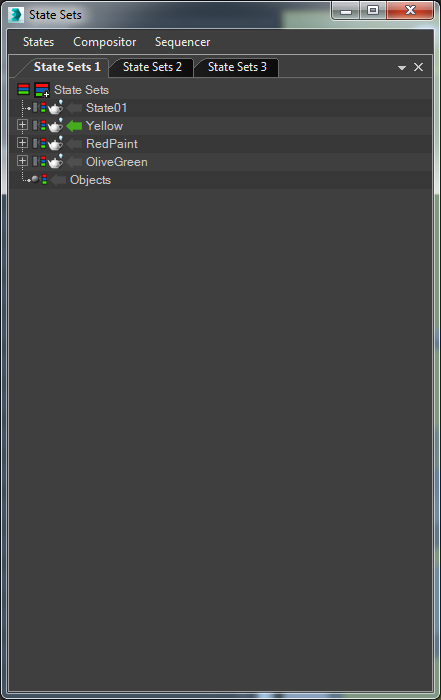 State Sets
States Compositor Sequencer
State Sets 1 State Sets 2 State Sets 3
State Sets
State01
Yellow
RedPaint
OliveGreen
Objects